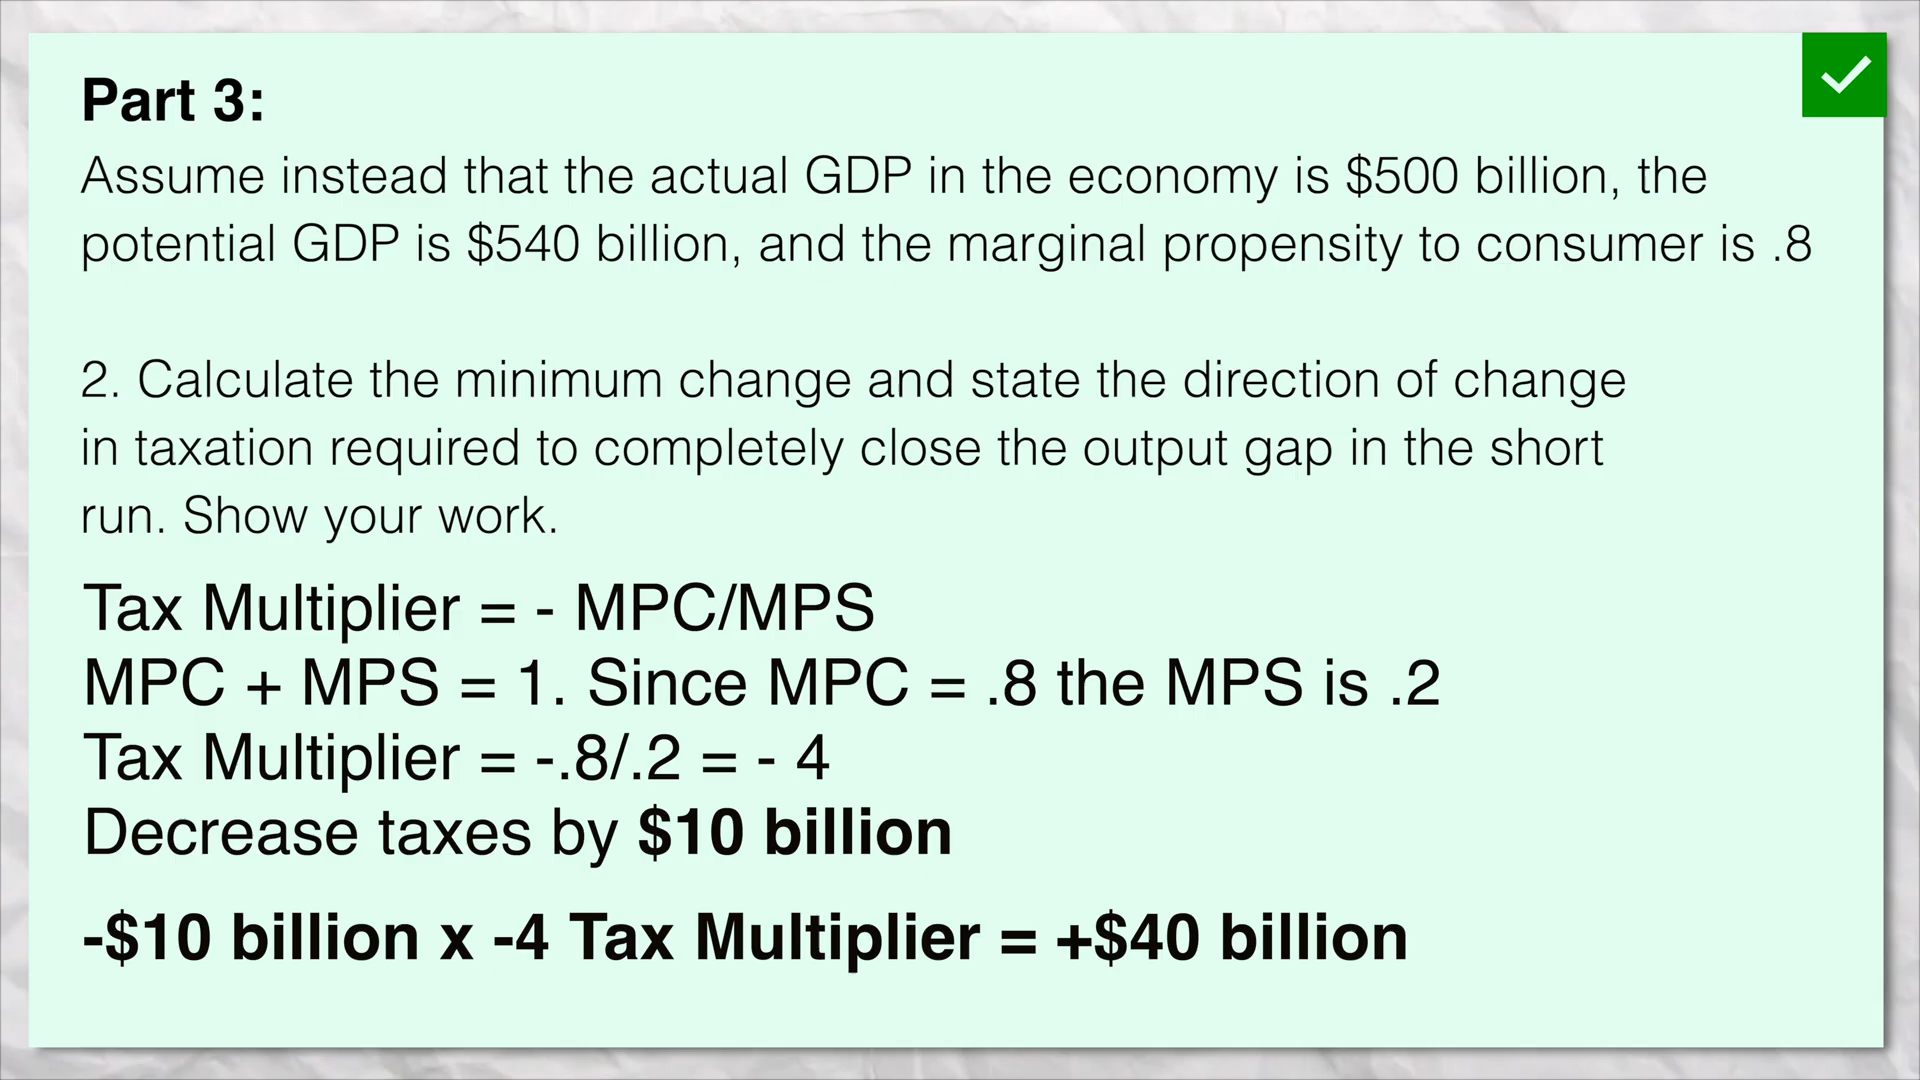 Part 3:
Assume instead that the actual GDP in the economy is $500 billion, the
potential GDP is $540 billion, and the marginal propensity to consumer is .8
2. Calculate the minimum change and state the direction of change
in taxation required to completely close the output gap in the short
run. Show your work.
Tax Multiplier = - MPC/MPS
MPC + MPS = 1. Since MPC = .8 the MPS is .2
Tax Multiplier = -.8/.2 = - 4
Decrease taxes by $10 billion
-$10 billion x -4 Tax Multiplier = +$40 billion